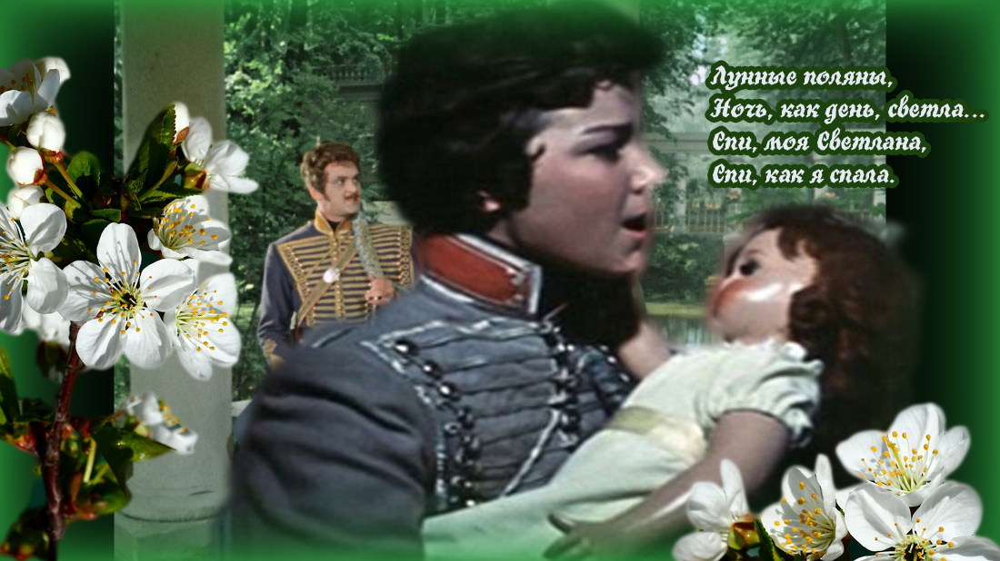 Лунные поляны,
Ночь, как день, светла...
Спи, моя Светлана,
Спи, как я спала.